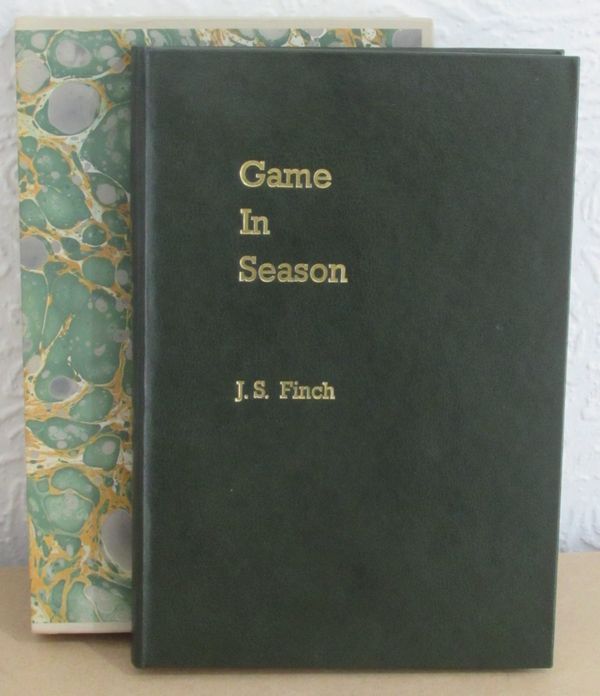 Game
In
Season
J. S. Finch